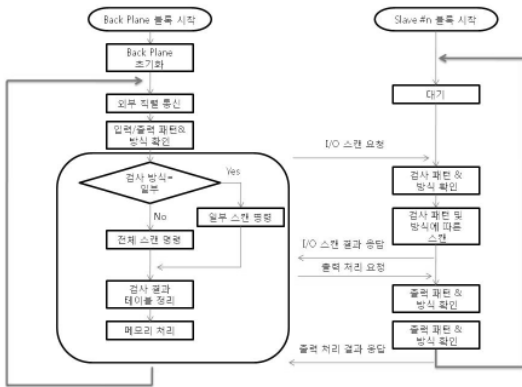 Back Plane 블록 시작
Back Plane
초기화
외부 직렬 통신
입력/출력 패턴&
방식 확인
검사 방식=
일부
Yes
No
일부 스캔 명령
전체 스캔 명령
검사 결과
테이블 정리
메모리 처리
I/O 스캔 요청
I/O 스캔 결과 응답
출력 처리 요청
출력 처리 결과 응답
Slave #n 블록 시작
대기
검사 패턴 &
방식 확인
검사 패턴 및
방식에 따른
스캔
출력 패턴 &
방식 확인
출력 패턴 &
방식 확인